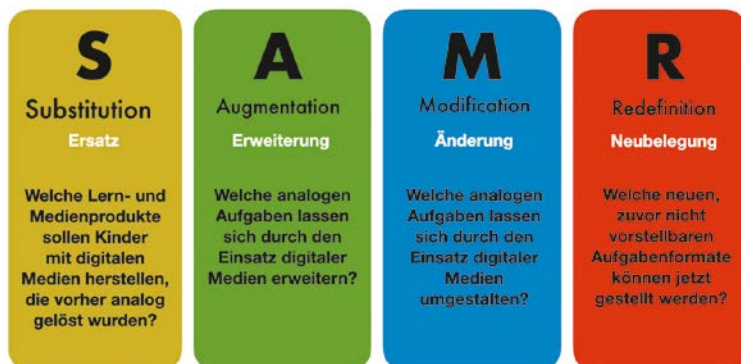 S
Substitution
Ersatz
Welche Lern- und
Medienprodukte
sollen Kinder
mit digitalen
Medien herstellen,
die vorher analog
gelöst wurden?
A
Augmentation
Erweiterung
Welche analogen
Aufgaben lassen
sich durch den
Einsatz digitaler
Medien erweitern?
M
Modification
Änderung
Welche analogen
Aufgaben lassen
sich durch den
Einsatz digitaler
Medien
umgestalten?
R
Redefinition
Neubelegung
Welche neuen,
zuvor nicht
vorstellbaren
Aufgabenformate
können jetzt
gestellt werden?